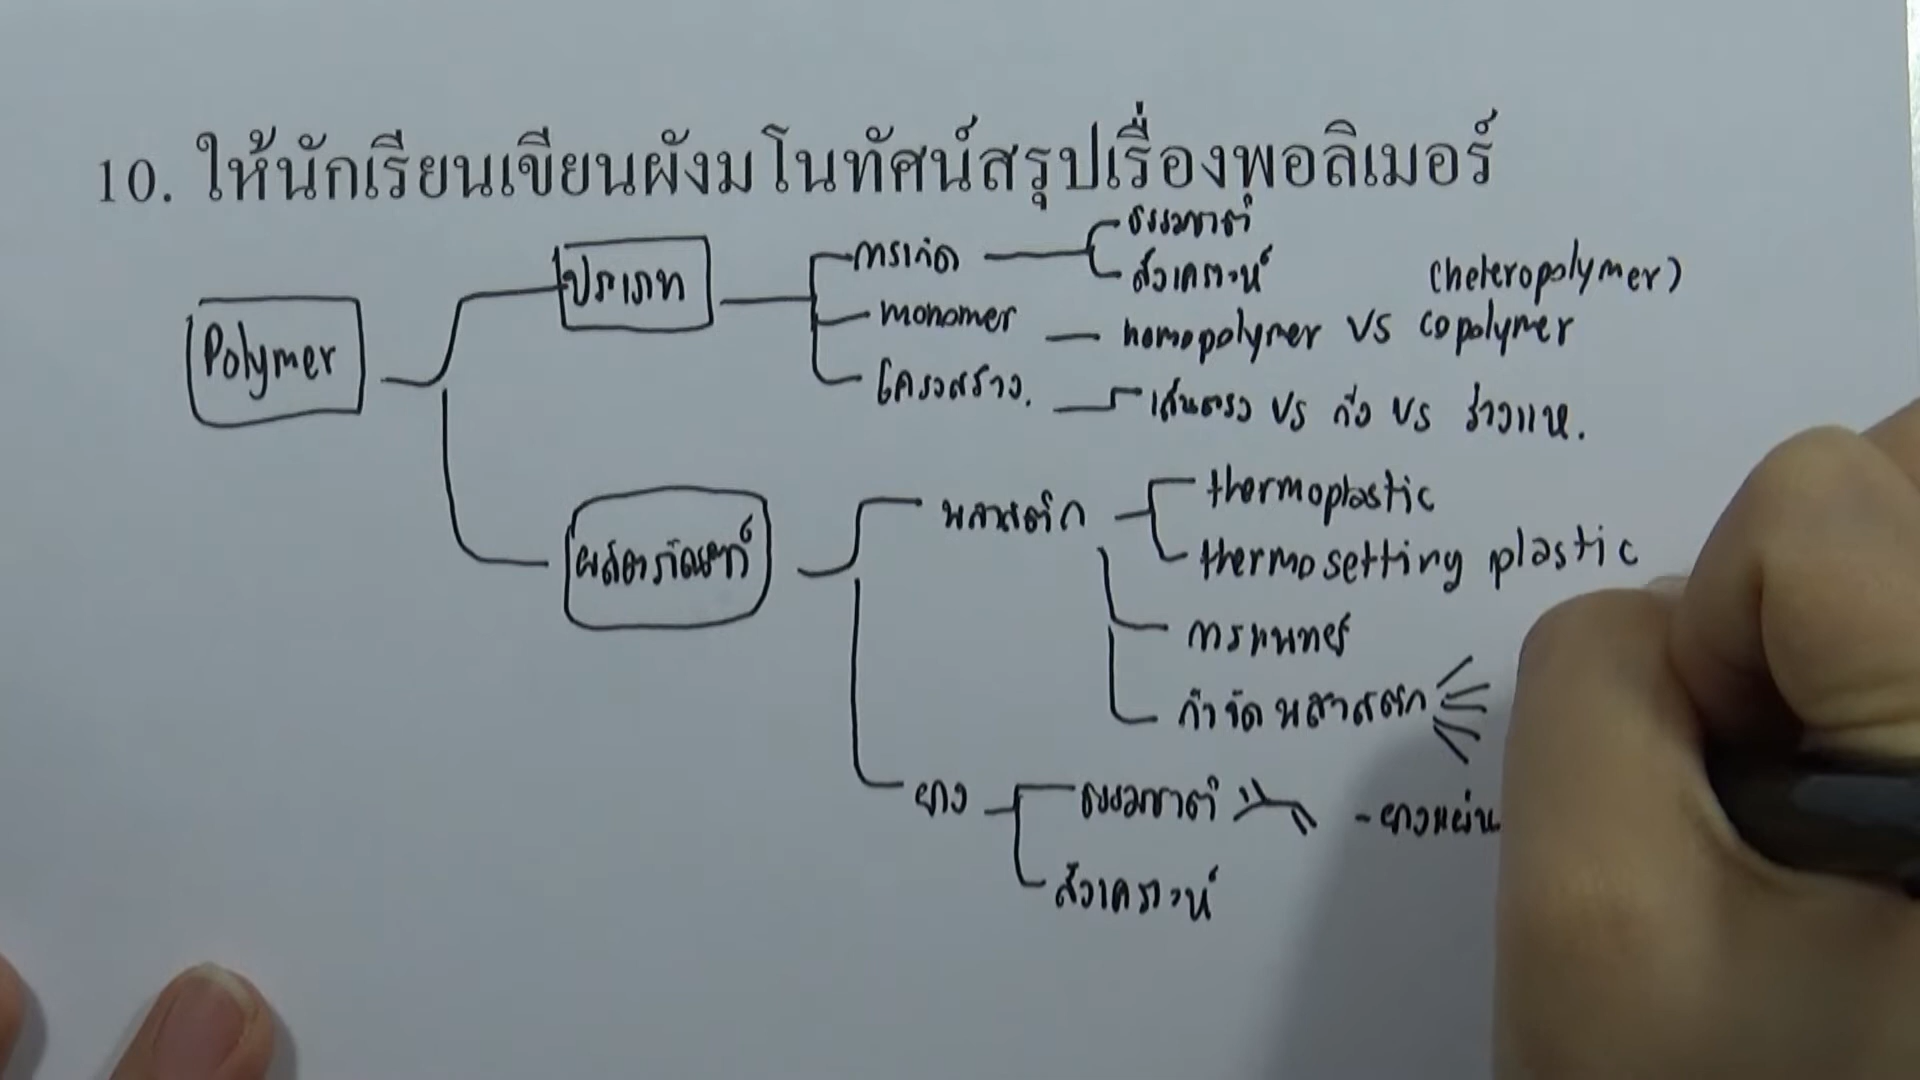 10. ให้นักเรียนเขียนผังมโนทัศน์สรุปเรื่องพอลิเมอร์
Polymer
ประเภท
การเกิด
ธรรมชาติ
สังเคราะห์
monomer
homopolymer VS copolymer
(heteropolymer)
โครงสร้าง.
เส้นตรง VS กิ่ง VS ร่างแห.
ผลิตภัณฑ์
พลาสติก
thermoplastic
thermosetting plastic
การแพทย์
กำจัดพลาสติก
ยาง
ธรรมชาติ
- ยางแผ่น
สังเคราะห์